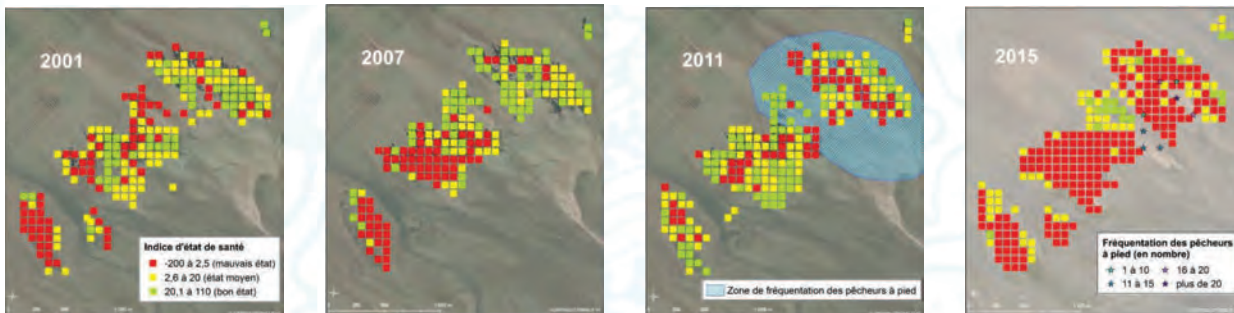 2001
Indice d'état de santé
-200 à 2,5 (mauvais état)
2,6 à 20 (état moyen)
20,1 à 110 (bon état)
2007
2011
Zone de fréquentation des pêcheurs à pied
2015
Fréquentation des pêcheurs
à pied (en nombre)
1 à 10
16 à 20
11 à 15
plus de 20